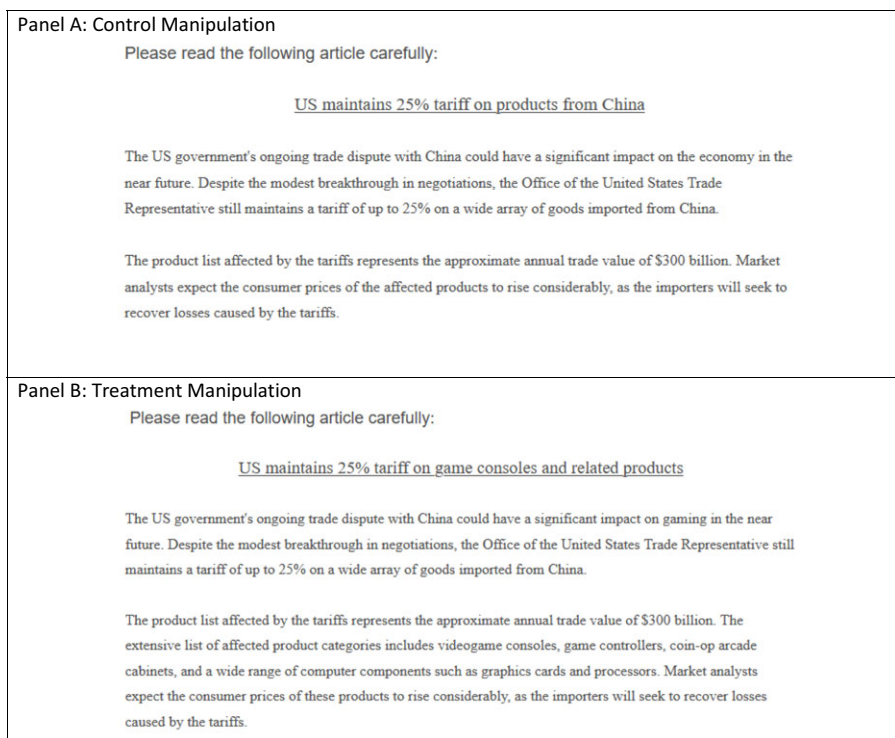 Panel A: Control Manipulation
Please read the following article carefully:
US maintains 25% tariff on products from China
The US government's ongoing trade dispute with China could have a significant impact on the economy in the
near future. Despite the modest breakthrough in negotiations, the Office of the United States Trade
Representative still maintains a tariff of up to 25% on a wide array of goods imported from China.
The product list affected by the tariffs represents the approximate annual trade value of $300 billion. Market
analysts expect the consumer prices of the affected products to rise considerably, as the importers will seek to
recover losses caused by the tariffs.
Panel B: Treatment Manipulation
Please read the following article carefully:
US maintains 25% tariff on game consoles and related products
The US government's ongoing trade dispute with China could have a significant impact on gaming in the near
future. Despite the modest breakthrough in negotiations, the Office of the United States Trade Representative still
maintains a tariff of up to 25% on a wide array of goods imported from China.
The product list affected by the tariffs represents the approximate annual trade value of $300 billion. The
extensive list of affected product categories includes videogame consoles, game controllers, coin-op arcade
cabinets, and a wide range of computer components such as graphics cards and processors. Market analysts
expect the consumer prices of these products to rise considerably, as the importers will seek to recover losses
caused by the tariffs.